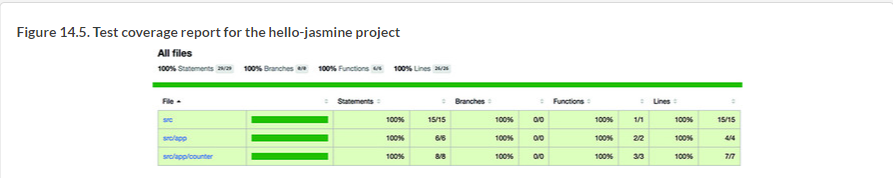 Figure 14.5. Test coverage report for the hello-jasmine project
All files
100% Statements 29/29 100% Branches 0/0 100% Functions 6/6 100% Lines 26/26
File Statements Branches Functions Lines
src 100% 15/15 100% 0/0 100% 1/1 100% 15/15
src/app 100% 6/6 100% 0/0 100% 2/2 100% 4/4
src/app/counter 100% 8/8 100% 0/0 100% 3/3 100% 7/7